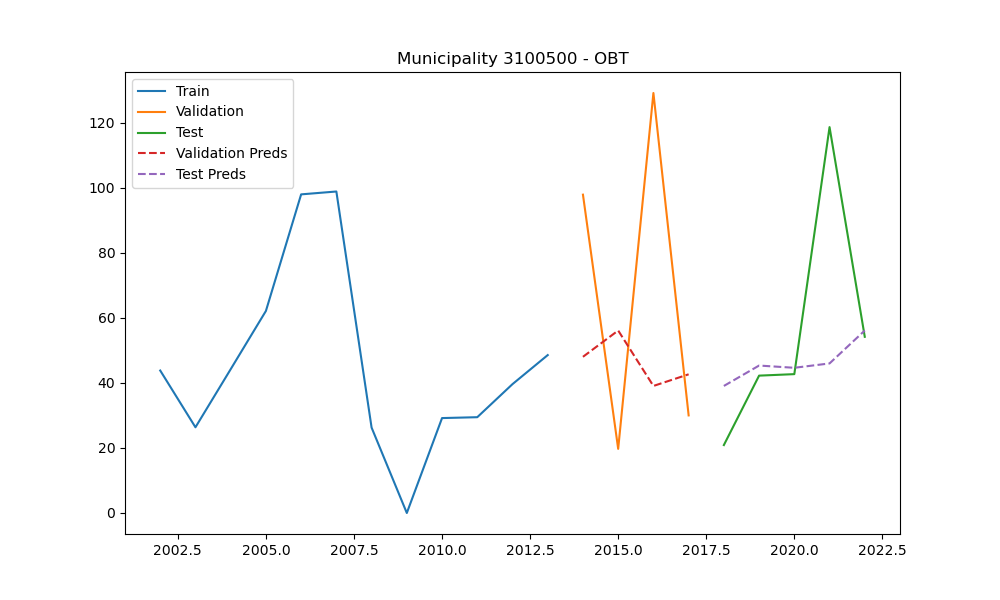 Municipality 3100500 - OBT
Train
Validation
Test
Validation Preds
Test Preds
120
100
80
60
40
20
0
2002.5 2005.0 2007.5 2010.0 2012.5 2015.0 2017.5 2020.0 2022.5